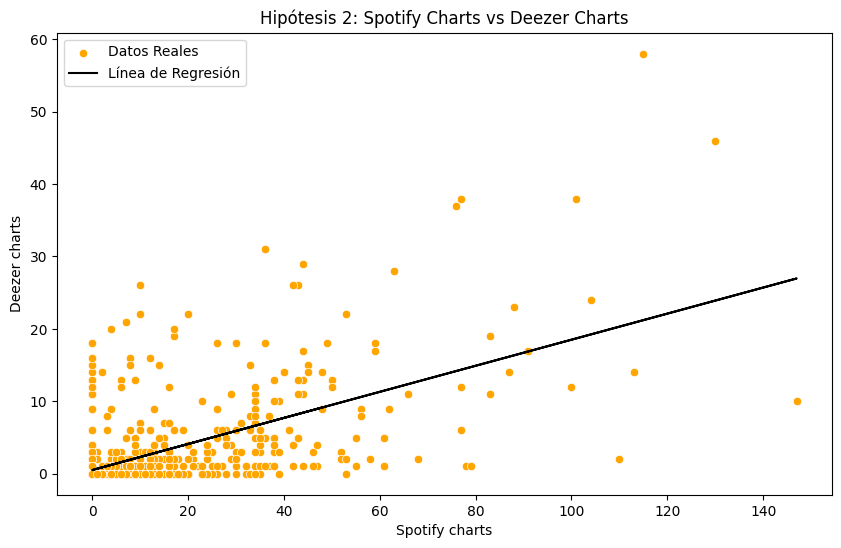 Hipótesis 2: Spotify Charts vs Deezer Charts
Datos Reales
Línea de Regresión
60
50
40
30
20
10
0
Deezer charts
0 20 40 60 80 100 120 140
Spotify charts